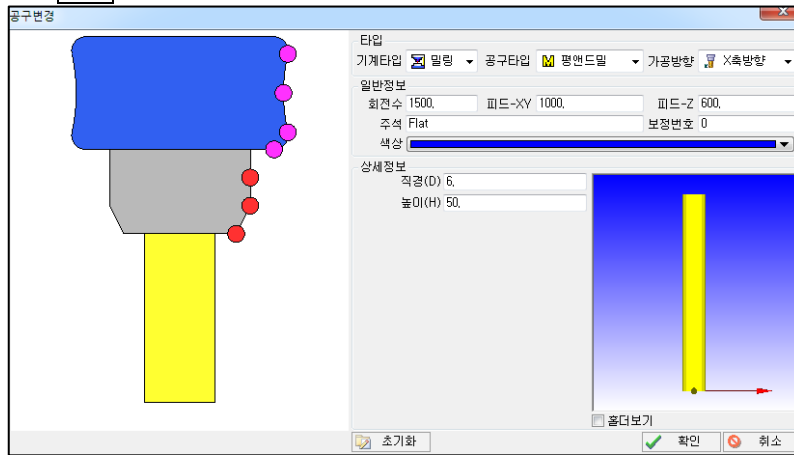 공구변경
타입
기계타입 밀링 공구타입 평앤드밀 가공방향 X축방향
일반정보
회전수 1500, 피드-XY 1000, 피드-Z 600,
주석 Flat 보정번호 0
색상
상세정보
직경(D) 6,
높이(H) 50,
홀더보기
초기화 확인 취소